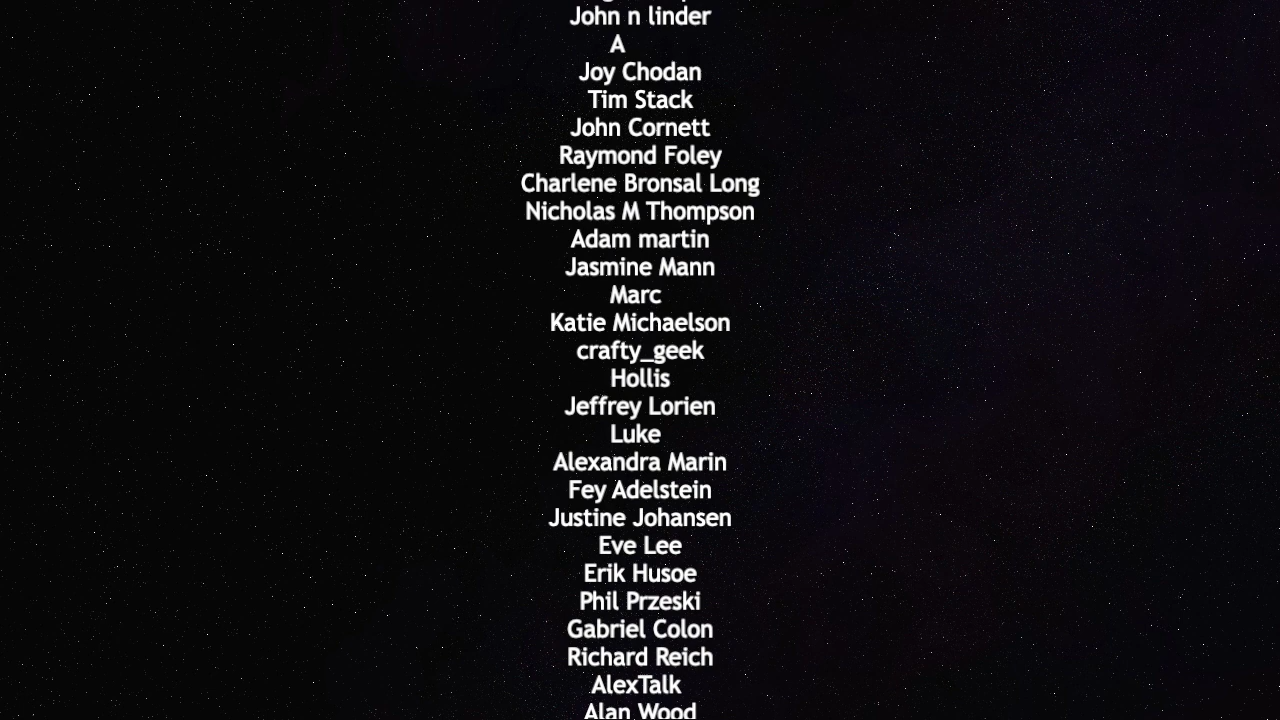 John n linder
A
Joy Chodan
Tim Stack
John Cornett
Raymond Foley
Charlene Bronsal Long
Nicholas M Thompson
Adam martin
Jasmine Mann
Marc
Katie Michaelson
crafty_geek
Hollis
Jeffrey Lorien
Luke
Alexandra Marin
Fey Adelstein
Justine Johansen
Eve Lee
Erik Husoe
Phil Przeski
Gabriel Colon
Richard Reich
AlexTalk
Alan Wood